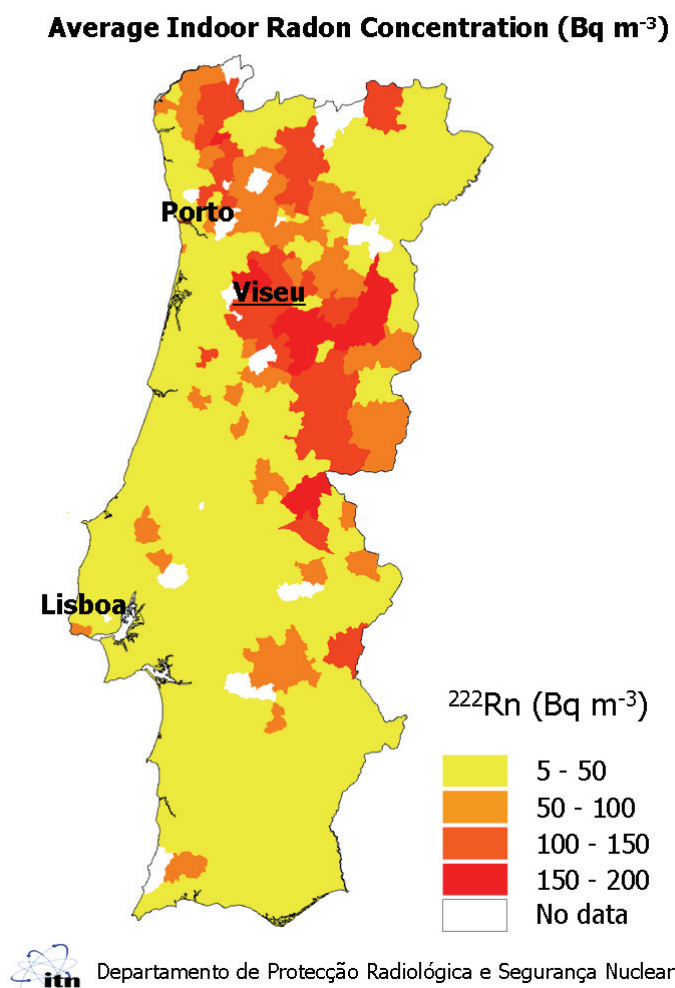 Average Indoor Radon Concentration (Bq m⁻³)
Porto
Viseu
Lisboa
²²²Rn (Bq m⁻³)
5 - 50
50 - 100
100 - 150
150 - 200
No data
itn Departamento de Protecção Radiológica e Segurança Nuclear